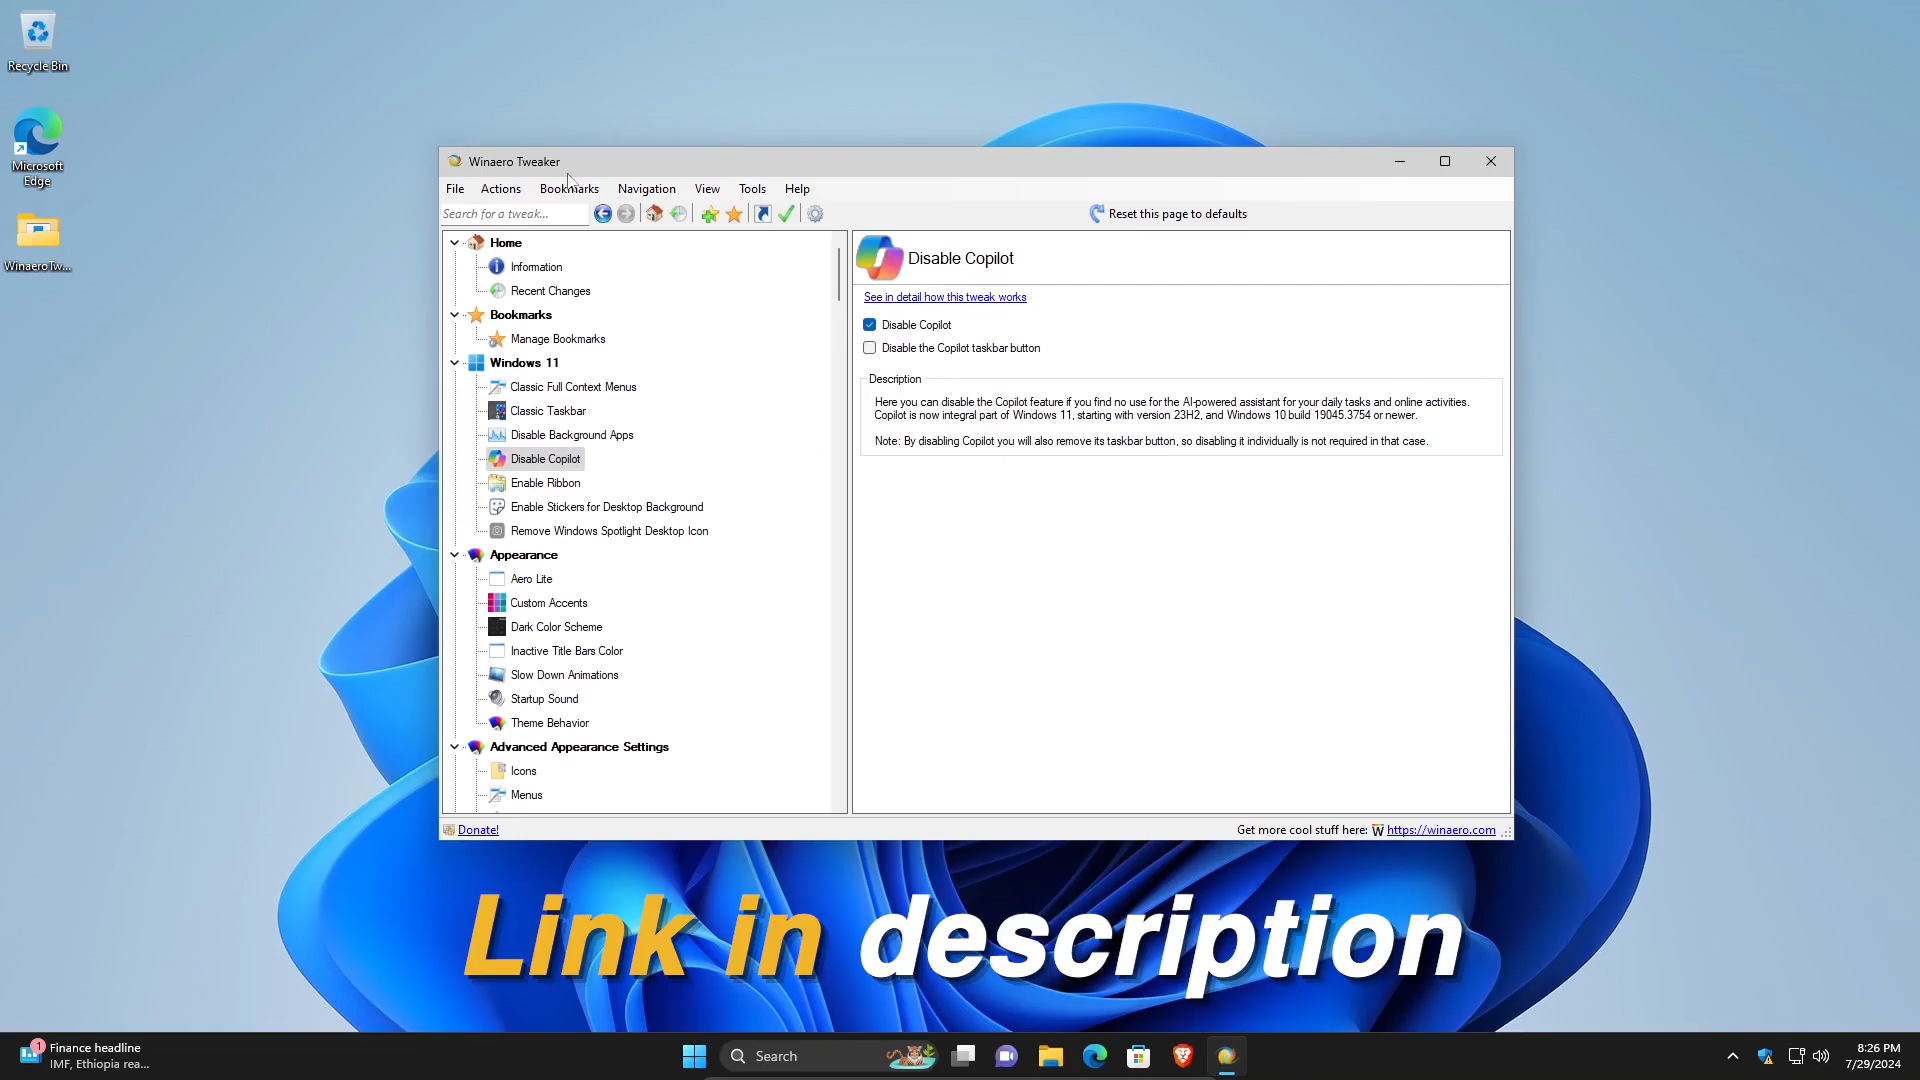 Recycle Bin
Microsoft
Edge
WinaeroTw...
Winaero Tweaker
File Actions Bookmarks Navigation View Tools Help
Search for a tweak...
Reset this page to defaults
Home
Information
Recent Changes
Bookmarks
Manage Bookmarks
Windows 11
Classic Full Context Menus
Classic Taskbar
Disable Background Apps
Disable Copilot
Enable Ribbon
Enable Stickers for Desktop Background
Remove Windows Spotlight Desktop Icon
Appearance
Aero Lite
Custom Accents
Dark Color Scheme
Inactive Title Bars Color
Slow Down Animations
Startup Sound
Theme Behavior
Advanced Appearance Settings
Icons
Menus
Disable Copilot
See in detail how this tweak works
Disable Copilot
Disable the Copilot taskbar button
Description
Here you can disable the Copilot feature if you find no use for the AI-powered assistant for your daily tasks and online activities.
Copilot is now integral part of Windows 11, starting with version 23H2, and Windows 10 build 19045.3754 or newer.
Note: By disabling Copilot you will also remove its taskbar button, so disabling it individually is not required in that case.
Donate!
Get more cool stuff here: W https://winaero.com
Link in description
1
Finance headline
IMF, Ethiopia rea...
Search
8:26 PM
7/29/2024